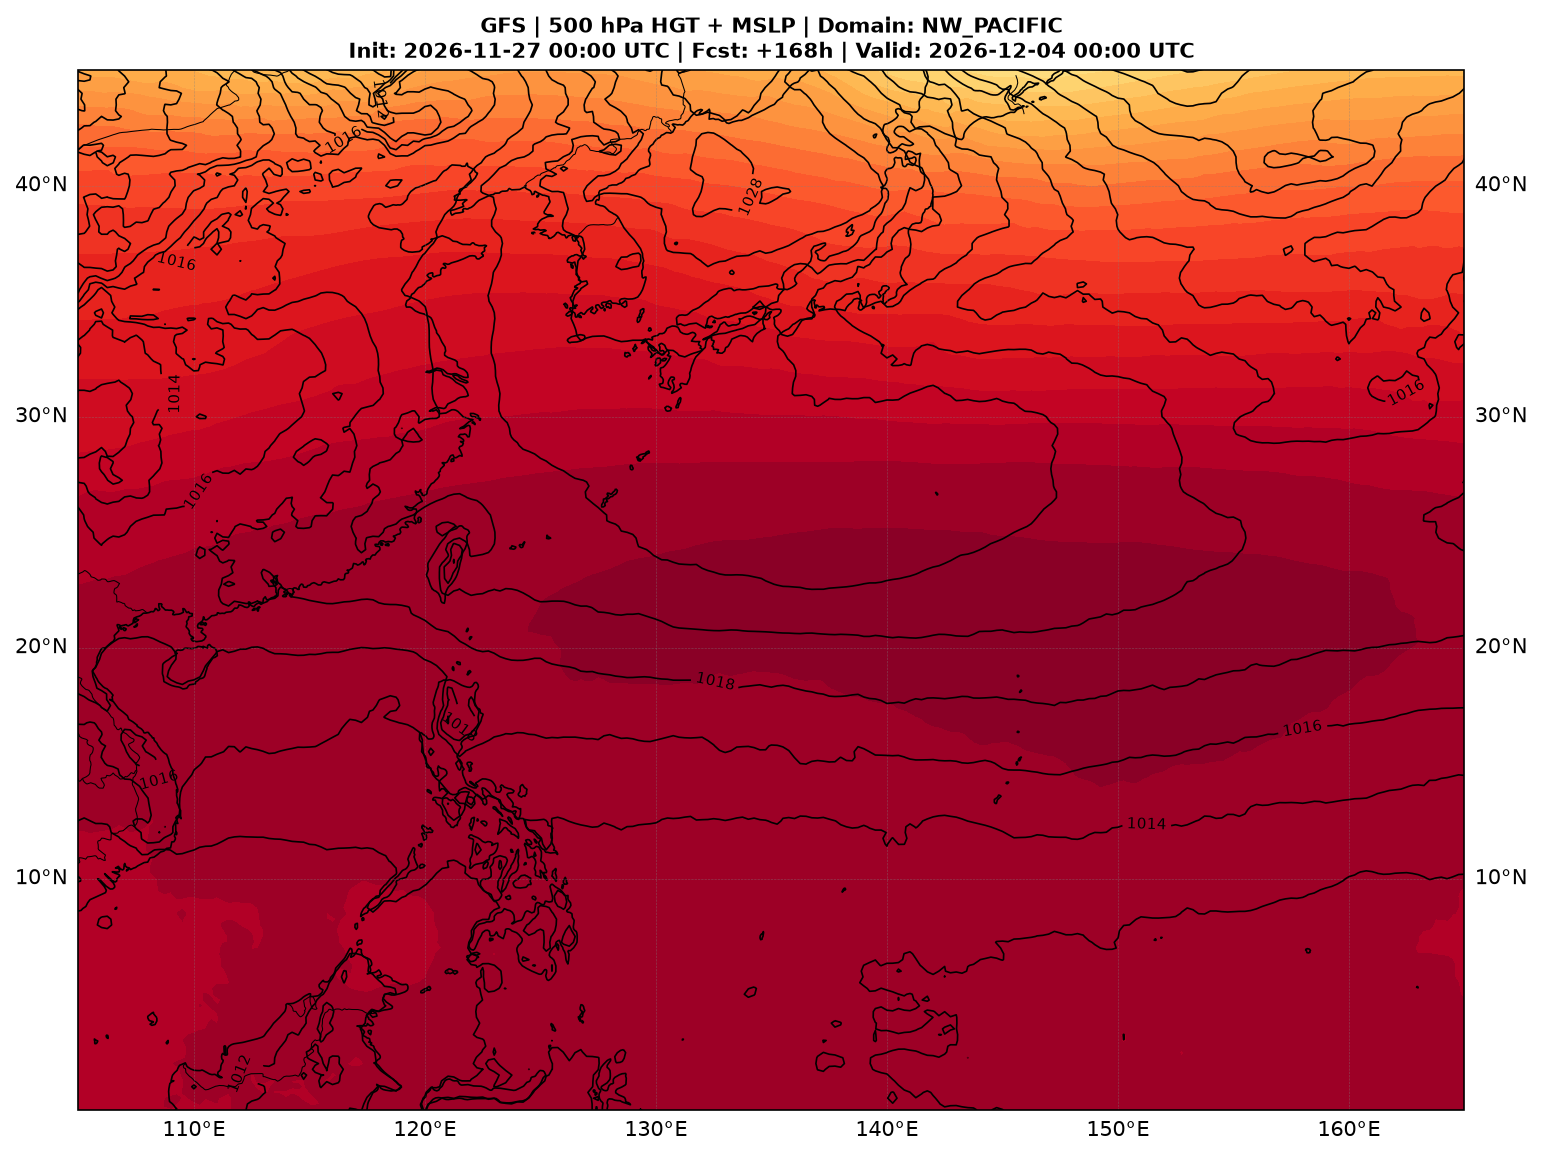 GFS | 500 hPa HGT + MSLP | Domain: NW_PACIFIC
Init: 2026-11-27 00:00 UTC | Fcst: +168h | Valid: 2026-12-04 00:00 UTC
1016
40°N
40°N
1028
1016
1014
1016
30°N
30°N
1016
20°N
20°N
1018
1016
1016
1014
10°N
10°N
1012
110°E
120°E
130°E
140°E
150°E
160°E